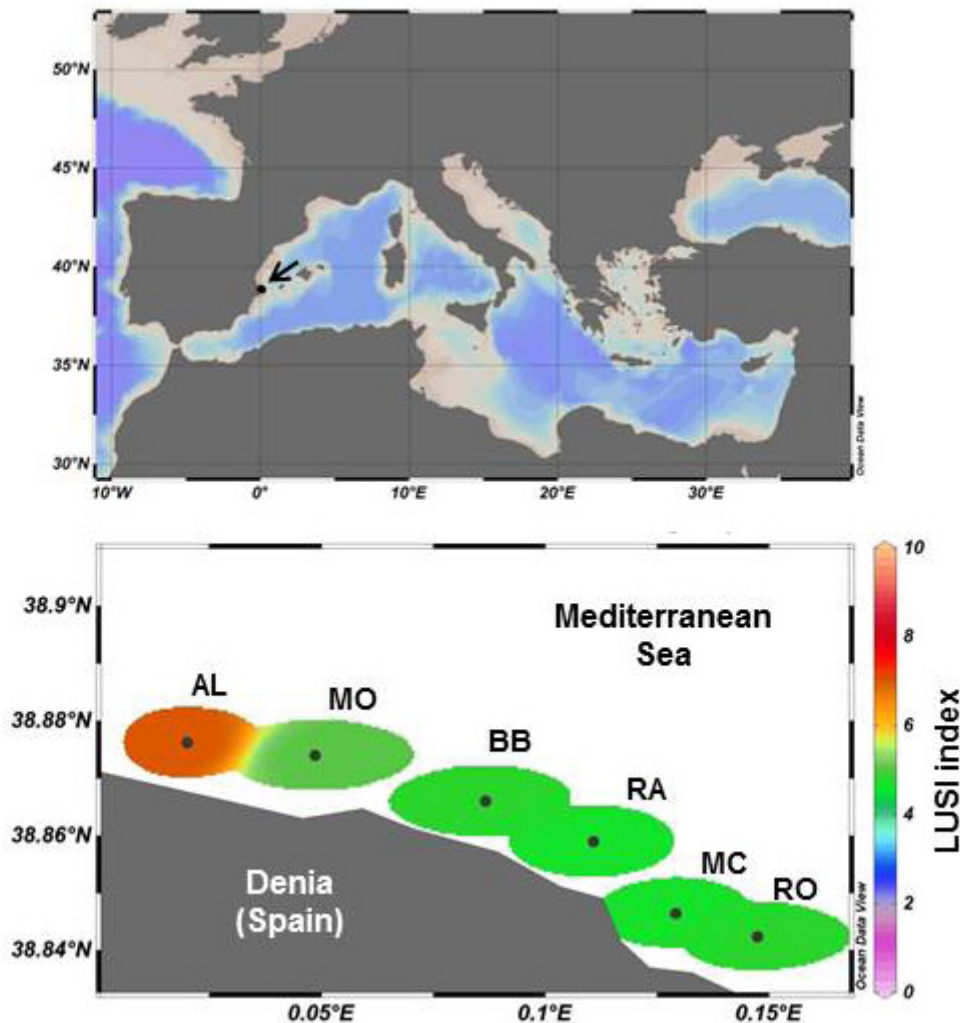 50°N
45°N
40°N
35°N
30°N
10°W
0°
10°E
20°E
30°E
Ocean Data View
38.9°N
38.88°N
38.86°N
38.84°N
0.05°E
0.1°E
0.15°E
Mediterranean
Sea
AL
MO
BB
RA
MC
RO
Denia
(Spain)
Ocean Data View
10
8
6
4
2
0
LUSI index